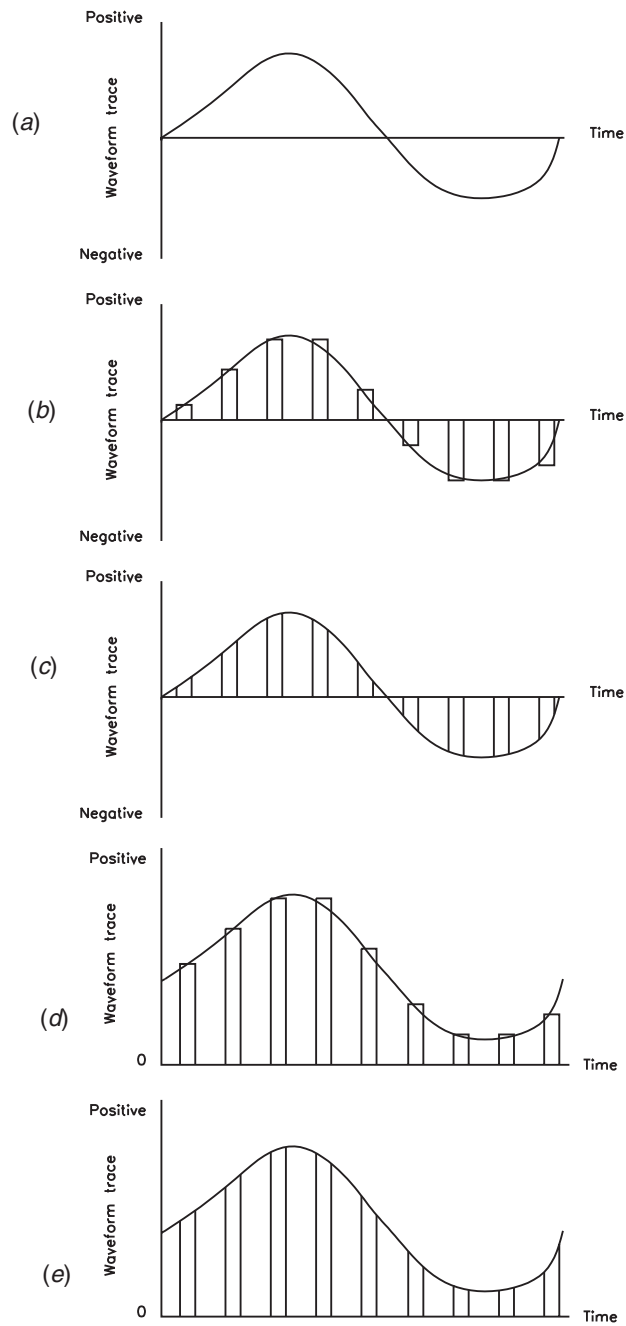 Positive
(a)
Waveform trace
Time
Negative
Positive
(b)
Waveform trace
Time
Negative
Positive
(c)
Waveform trace
Time
Negative
Positive
(d)
Waveform trace
0
Time
Positive
(e)
Waveform trace
0
Time